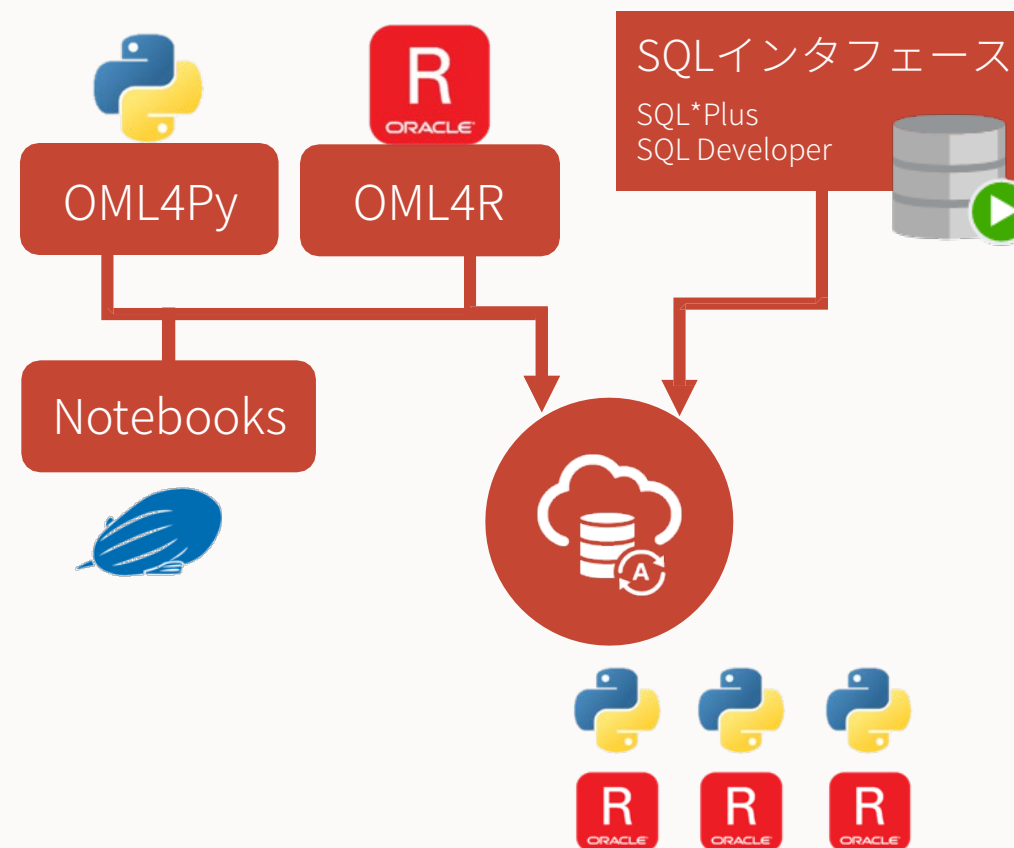 R
ORACLE
OML4Py
OML4R
SQLインタフェース
SQL*Plus
SQL Developer
Notebooks
A
R
ORACLE
R
ORACLE
R
ORACLE